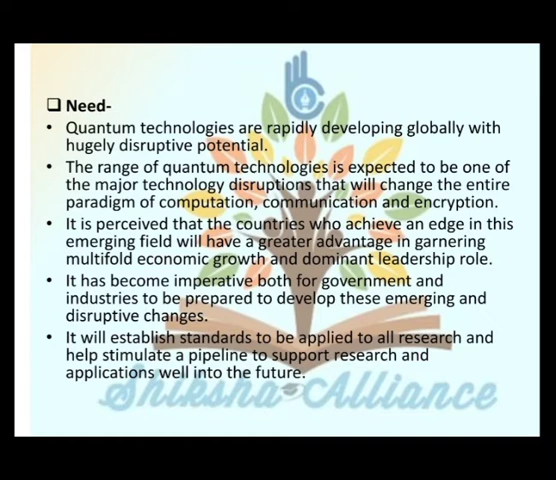 ❑ Need-
• Quantum technologies are rapidly developing globally with
hugely disruptive potential.
• The range of quantum technologies is expected to be one of
the major technology disruptions that will change the entire
paradigm of computation, communication and encryption.
• It is perceived that the countries who achieve an edge in this
emerging field will have a greater advantage in garnering
multifold economic growth and dominant leadership role.
• It has become imperative both for government and
industries to be prepared to develop these emerging and
disruptive changes.
• It will establish standards to be applied to all research and
help stimulate a pipeline to support research and
applications well into the future.
Shiksha Alliance